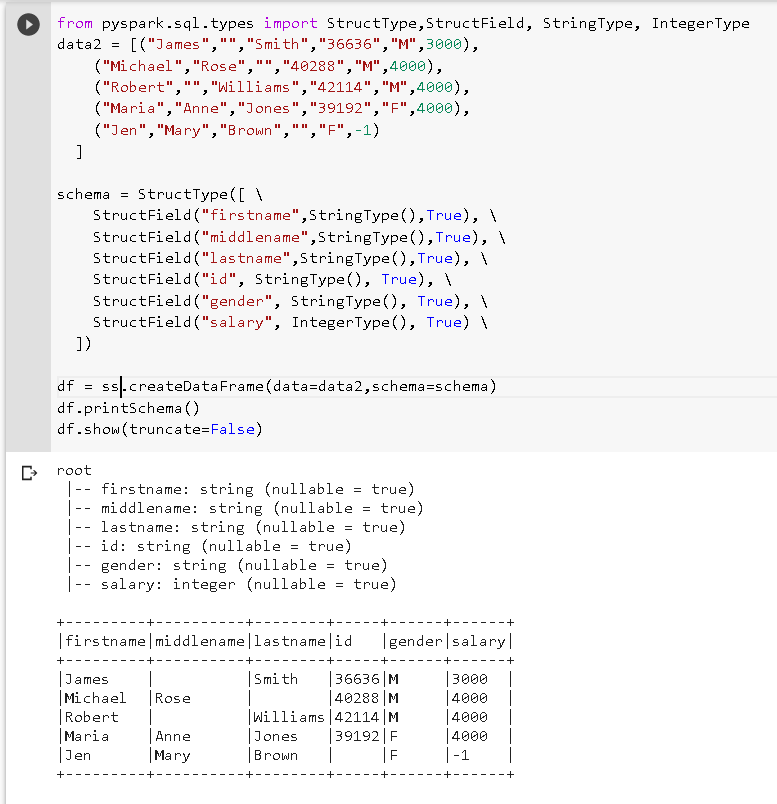 from pyspark.sql.types import StructType,StructField, StringType, IntegerType
data2 = [("James","","Smith","36636","M",3000),
    ("Michael","Rose","","40288","M",4000),
    ("Robert","","Williams","42114","M",4000),
    ("Maria","Anne","Jones","39192","F",4000),
    ("Jen","Mary","Brown","","F",-1)
  ]

schema = StructType([ \
    StructField("firstname",StringType(),True), \
    StructField("middlename",StringType(),True), \
    StructField("lastname",StringType(),True), \
    StructField("id", StringType(), True), \
    StructField("gender", StringType(), True), \
    StructField("salary", IntegerType(), True) \
  ])

df = ss.createDataFrame(data=data2,schema=schema)
df.printSchema()
df.show(truncate=False)
root
 |-- firstname: string (nullable = true)
 |-- middlename: string (nullable = true)
 |-- lastname: string (nullable = true)
 |-- id: string (nullable = true)
 |-- gender: string (nullable = true)
 |-- salary: integer (nullable = true)

+---------+----------+--------+-----+------+------+
|firstname|middlename|lastname|id   |gender|salary|
+---------+----------+--------+-----+------+------+
|James    |          |Smith   |36636|M     |3000  |
|Michael  |Rose      |        |40288|M     |4000  |
|Robert   |          |Williams|42114|M     |4000  |
|Maria    |Anne      |Jones   |39192|F     |4000  |
|Jen      |Mary      |Brown   |     |F     |-1    |
+---------+----------+--------+-----+------+------+